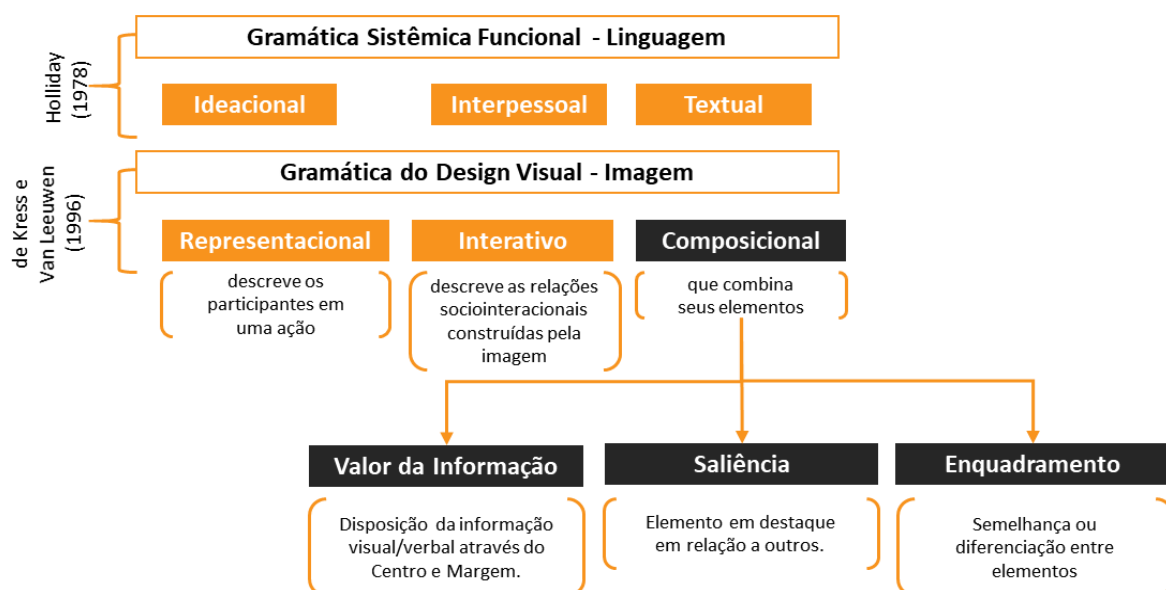 Holliday
(1978)
Gramática Sistêmica Funcional - Linguagem
Ideacional
Interpessoal
Textual
de Kress e
Van Leeuwen
(1996)
Gramática do Design Visual - Imagem
Representacional
descreve os
participantes em
uma ação
Interativo
descreve as relações
sociointeracionais
construídas pela
imagem
Composicional
que combina
seus elementos
Valor da Informação
Disposição da informação
visual/verbal através do
Centro e Margem.
Saliência
Elemento em destaque
em relação a outros.
Enquadramento
Semelhança ou
diferenciação entre
elementos